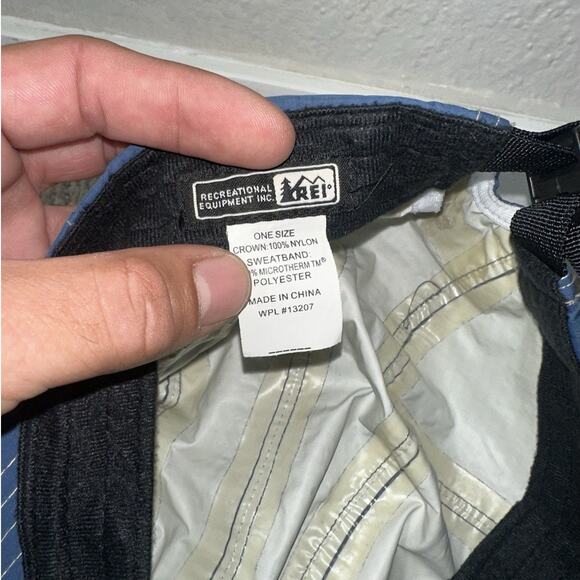 RECREATIONAL
EQUIPMENT INC.
REI®
ONE SIZE
CROWN:100% NYLON
SWEATBAND:
% MICROTHERM TM®
POLYESTER
MADE IN CHINA
WPL #13207